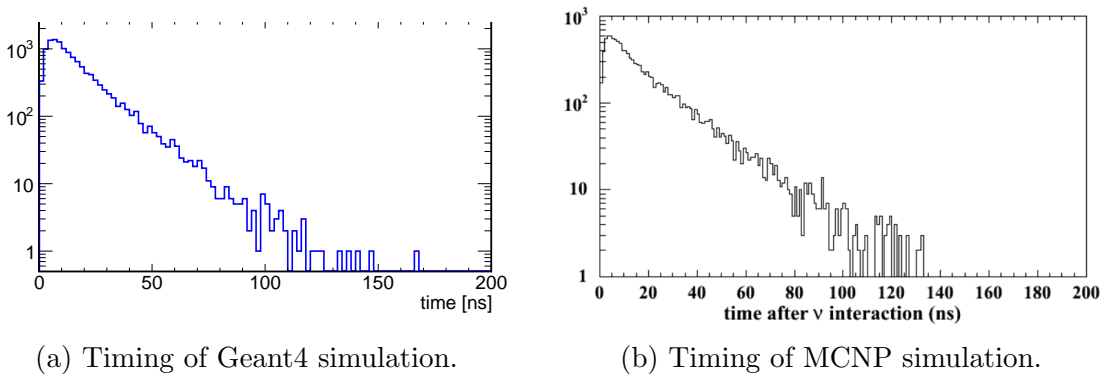 10³
10²
10
1
0 50 100 150 200
time [ns]
(a) Timing of Geant4 simulation.
10³
10²
10
1
0 20 40 60 80 100 120 140 160 180 200
time after ν interaction (ns)
(b) Timing of MCNP simulation.